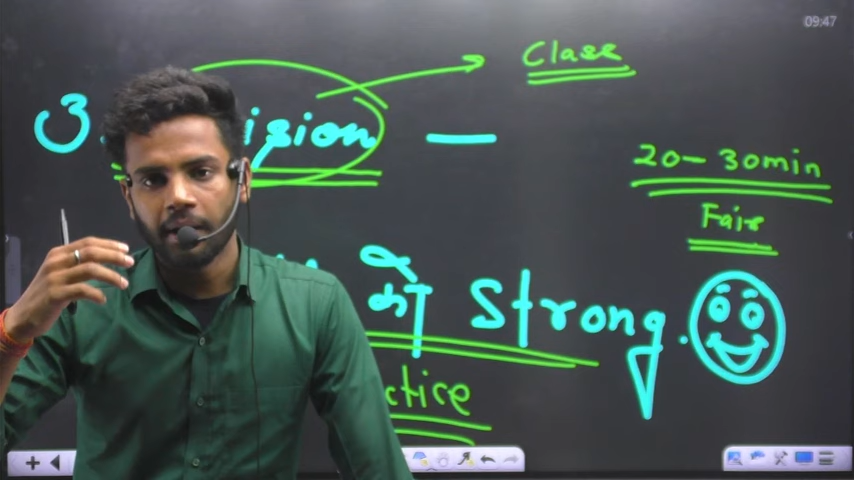 09:47
Class
3. ision —
20-30min
Fair
को Strong.
ctice